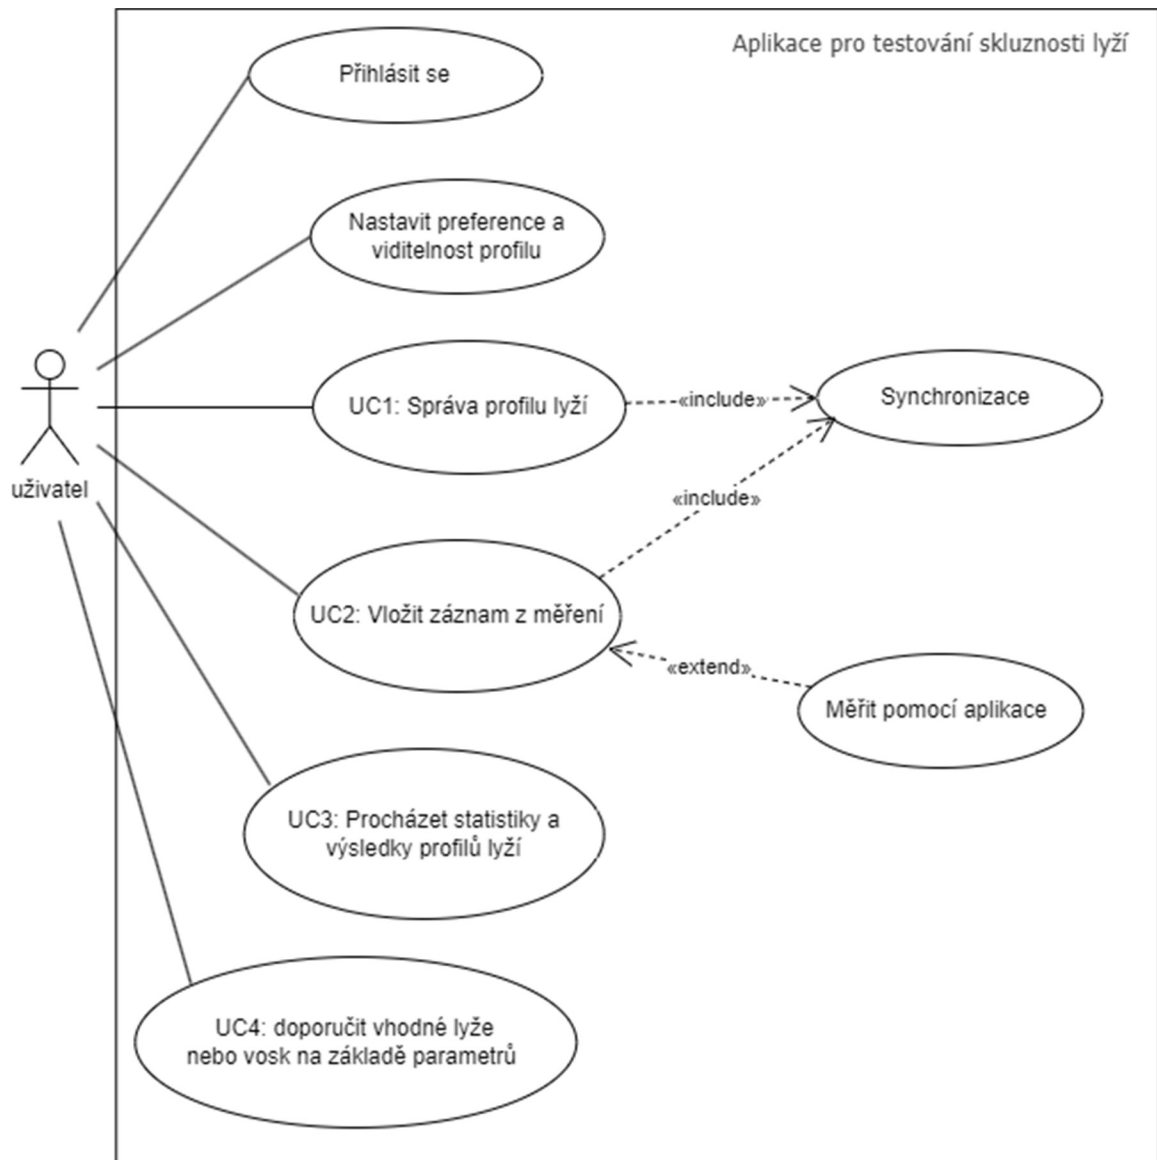 Aplikace pro testování skluznosti lyží
Přihlásit se
Nastavit preference a
viditelnost profilu
UC1: Správa profilu lyží
«include»
Synchronizace
uživatel
«include»
UC2: Vložit záznam z měření
«extend»
Měřit pomocí aplikace
UC3: Procházet statistiky a
výsledky profilů lyží
UC4: doporučit vhodné lyže
nebo vosk na základě parametrů